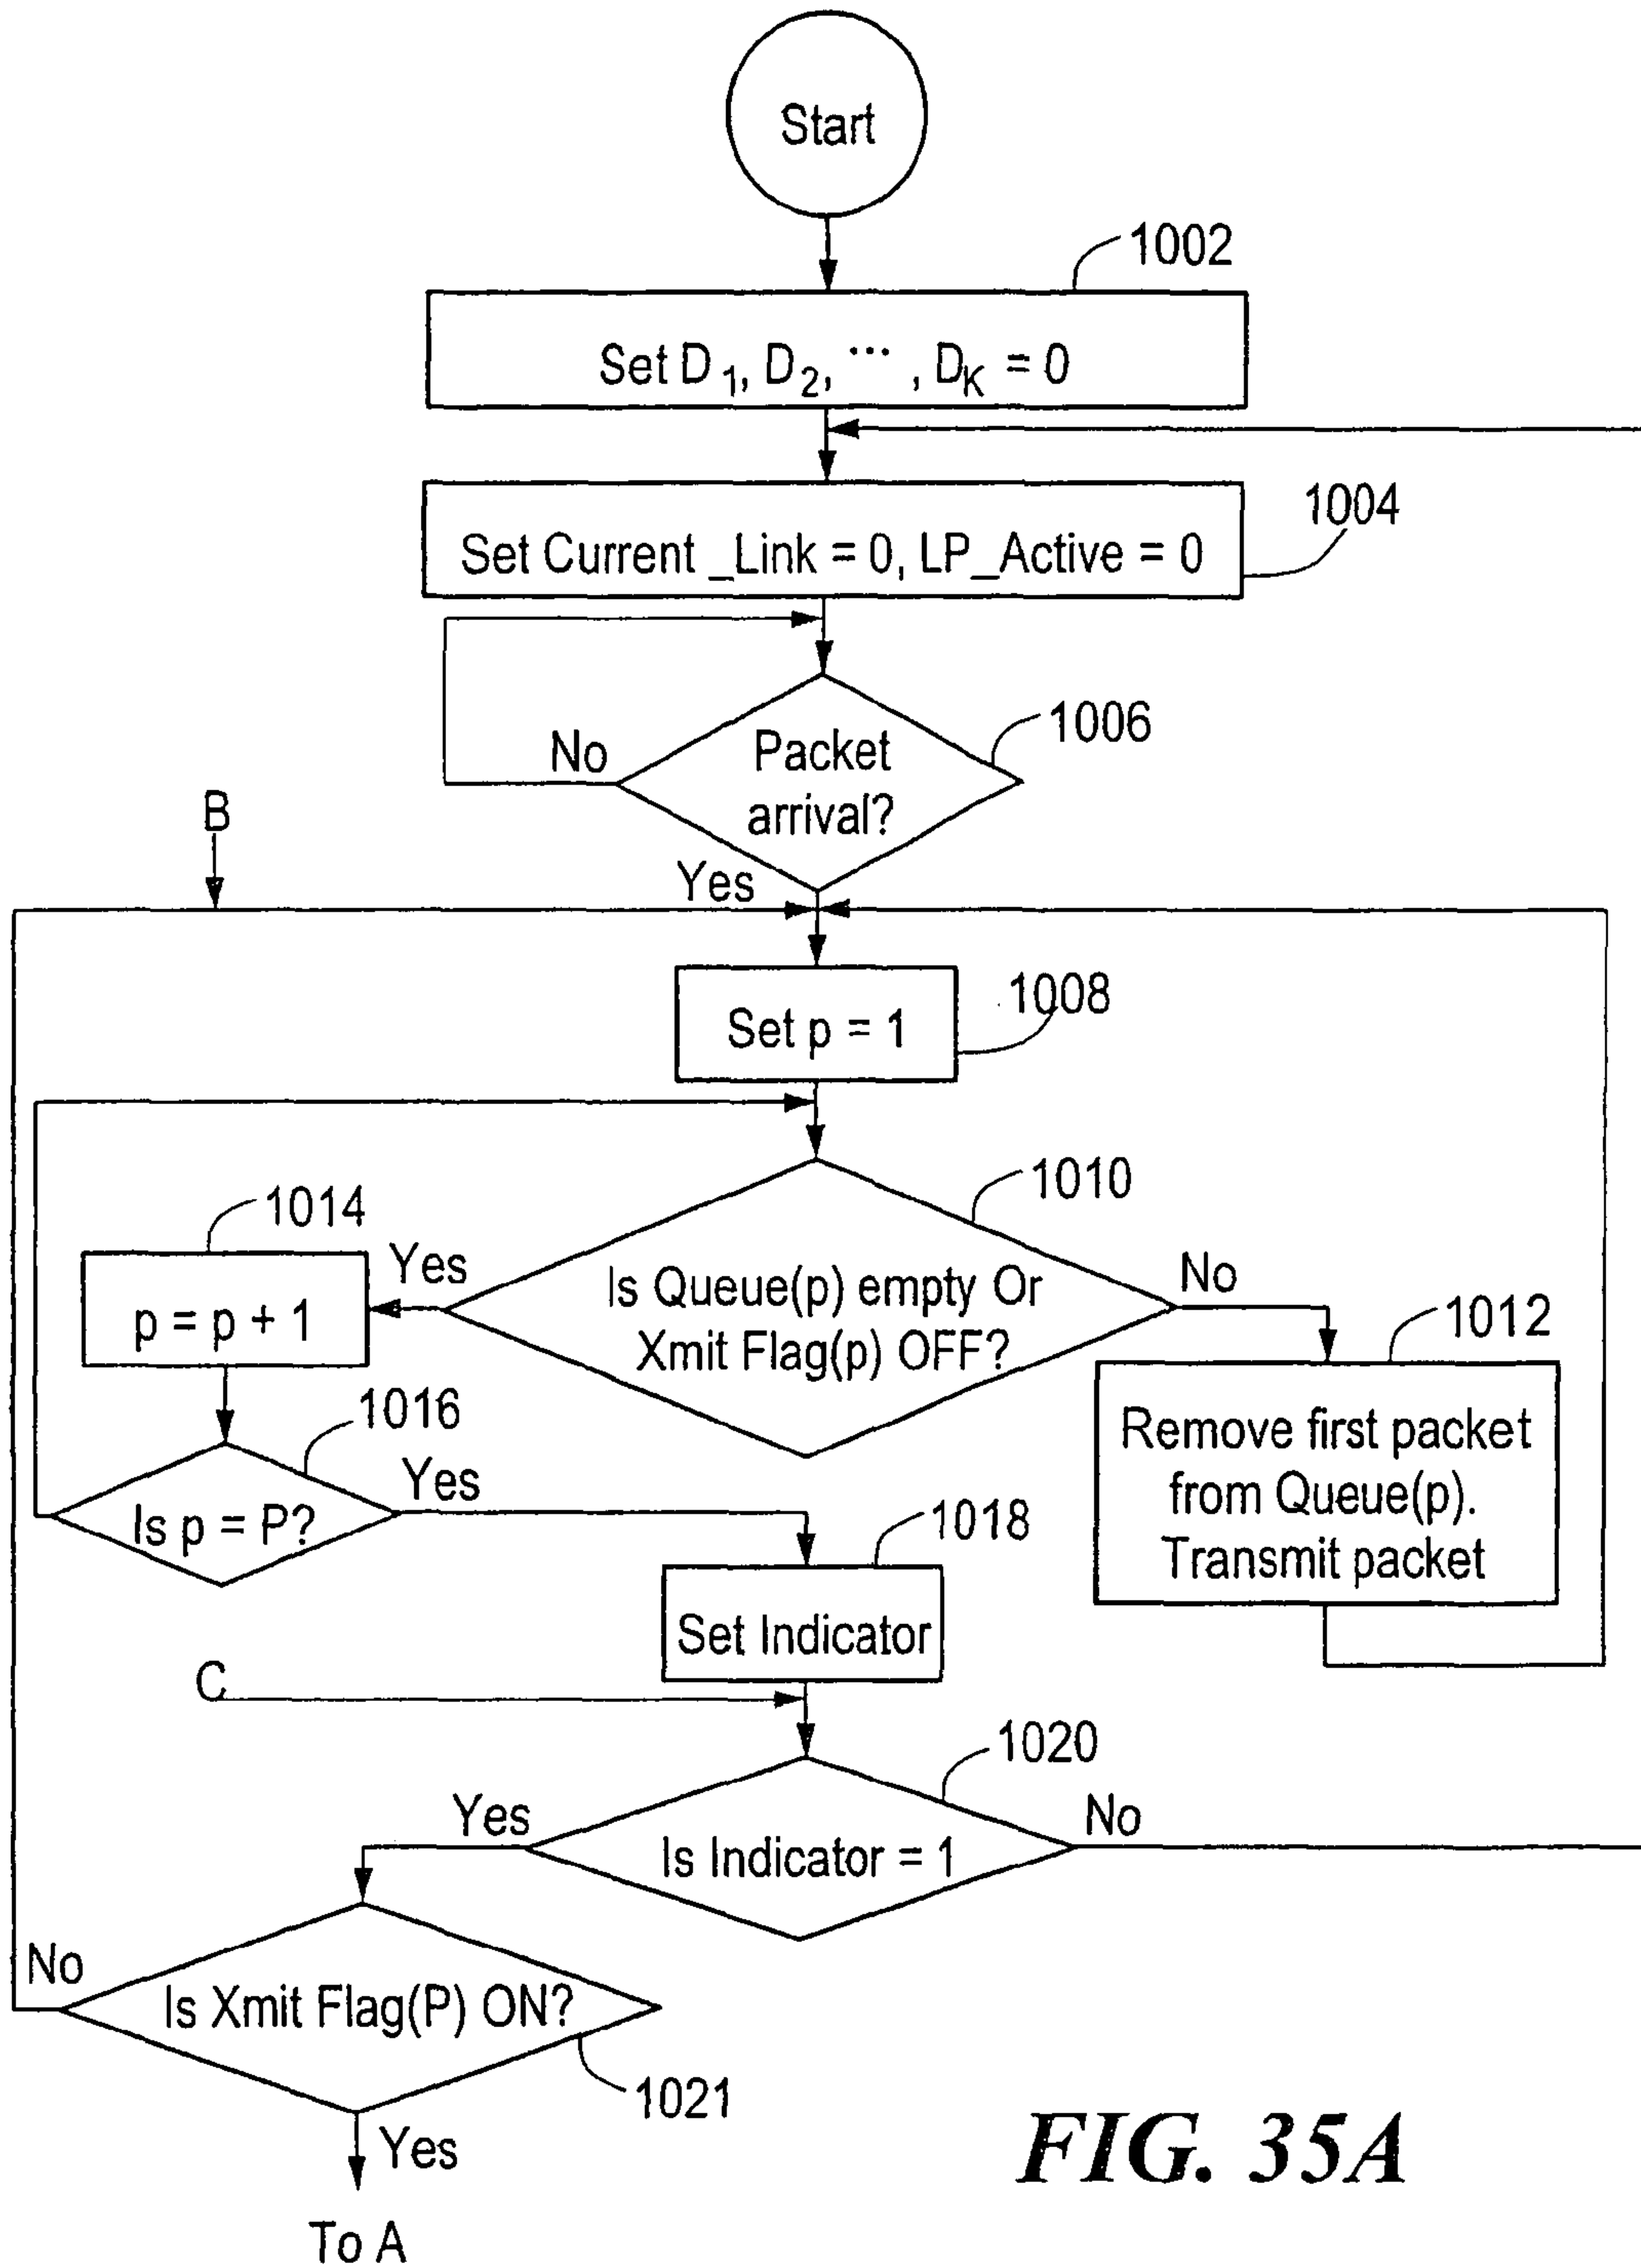 Start
1002
Set D1, D2, ..., DK = 0
1004
Set Current _Link = 0, LP_Active = 0
1006
No
Packet
arrival?
B
Yes
1008
Set p = 1
1010
1014
Yes
No
Is Queue(p) empty Or
Xmit Flag(p) OFF?
p = p + 1
1012
1016
Yes
Remove first packet
from Queue(p).
Transmit packet
Is p = P?
1018
Set Indicator
C
1020
Yes
No
Is Indicator = 1
No
Is Xmit Flag(P) ON?
1021
Yes
To A
FIG. 35A